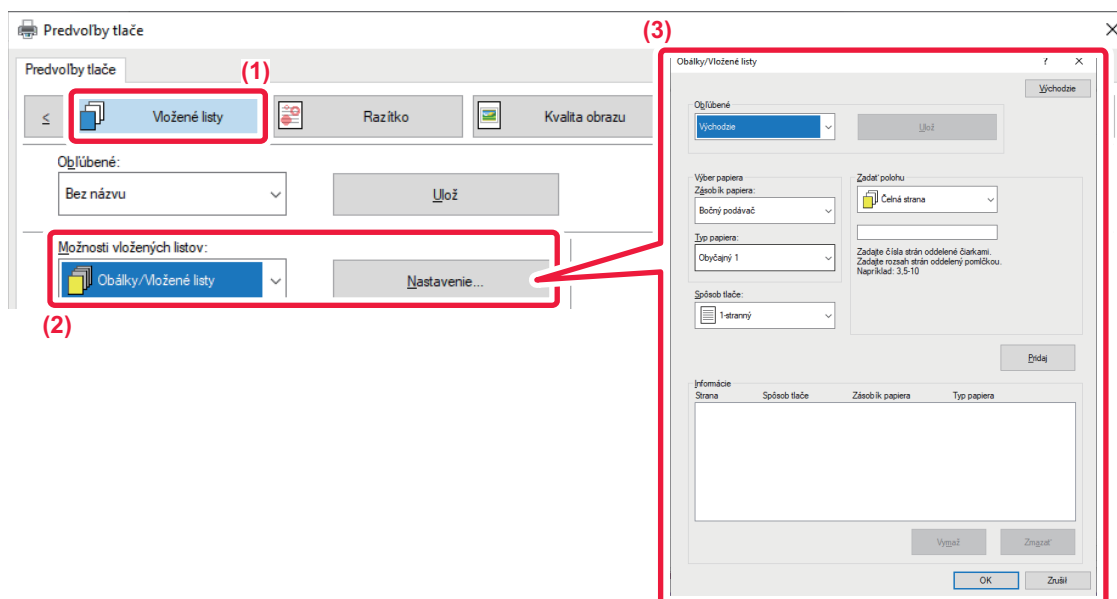 Predvoľby tlače
Predvoľby tlače
(1)
<
Vložené listy
Razítko
Kvalita obrazu
Obľúbené:
Bez názvu
Ulož
Možnosti vložených listov:
Obálky/Vložené listy
Nastavenie...
(2)
(3)
Obálky/Vložené listy
?
Východzie
Obľúbené
Východzie
Ulož
Výber papiera
Zásobík papiera:
Bočný podávač
Typ papiera:
Obyčajný 1
Spôsob tlače:
1-stranný
Zadať polohu
Čelná strana
Zadajte čísla strán oddelené čiarkami.
Zadajte rozsah strán oddelený pomlčkou.
Napríklad: 3,5-10
Pridaj
Informácie
Strana Spôsob tlače Zásobík papiera Typ papiera
Vymaž
Zmazať
OK
Zrušiť